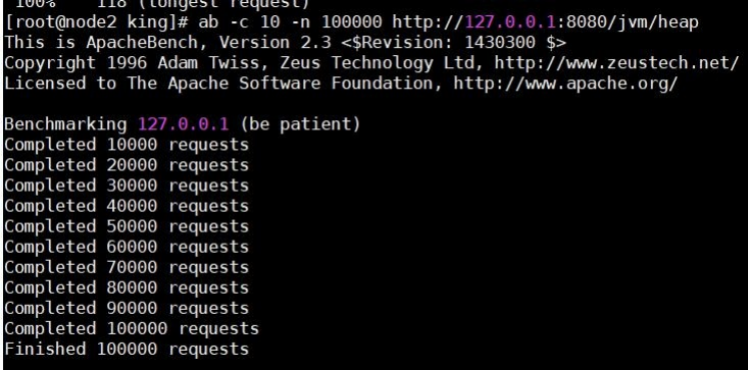 100%    118 (longest request)
[root@node2 king]# ab -c 10 -n 100000 http://127.0.0.1:8080/jvm/heap
This is ApacheBench, Version 2.3 <$Revision: 1430300 $>
Copyright 1996 Adam Twiss, Zeus Technology Ltd, http://www.zeustech.net/
Licensed to The Apache Software Foundation, http://www.apache.org/

Benchmarking 127.0.0.1 (be patient)
Completed 10000 requests
Completed 20000 requests
Completed 30000 requests
Completed 40000 requests
Completed 50000 requests
Completed 60000 requests
Completed 70000 requests
Completed 80000 requests
Completed 90000 requests
Completed 100000 requests
Finished 100000 requests